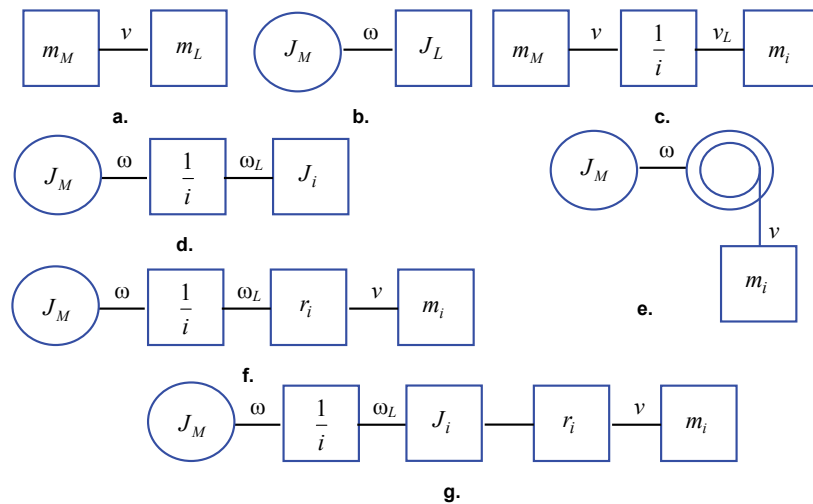 m_M v m_L J_M ω J_L m_M v 1/i v_L m_i
a. b. c.
J_M ω 1/i ω_L J_i J_M ω
d. v
m_i
J_M ω 1/i ω_L r_i v m_i e.
f.
J_M ω 1/i ω_L J_i r_i v m_i
g.